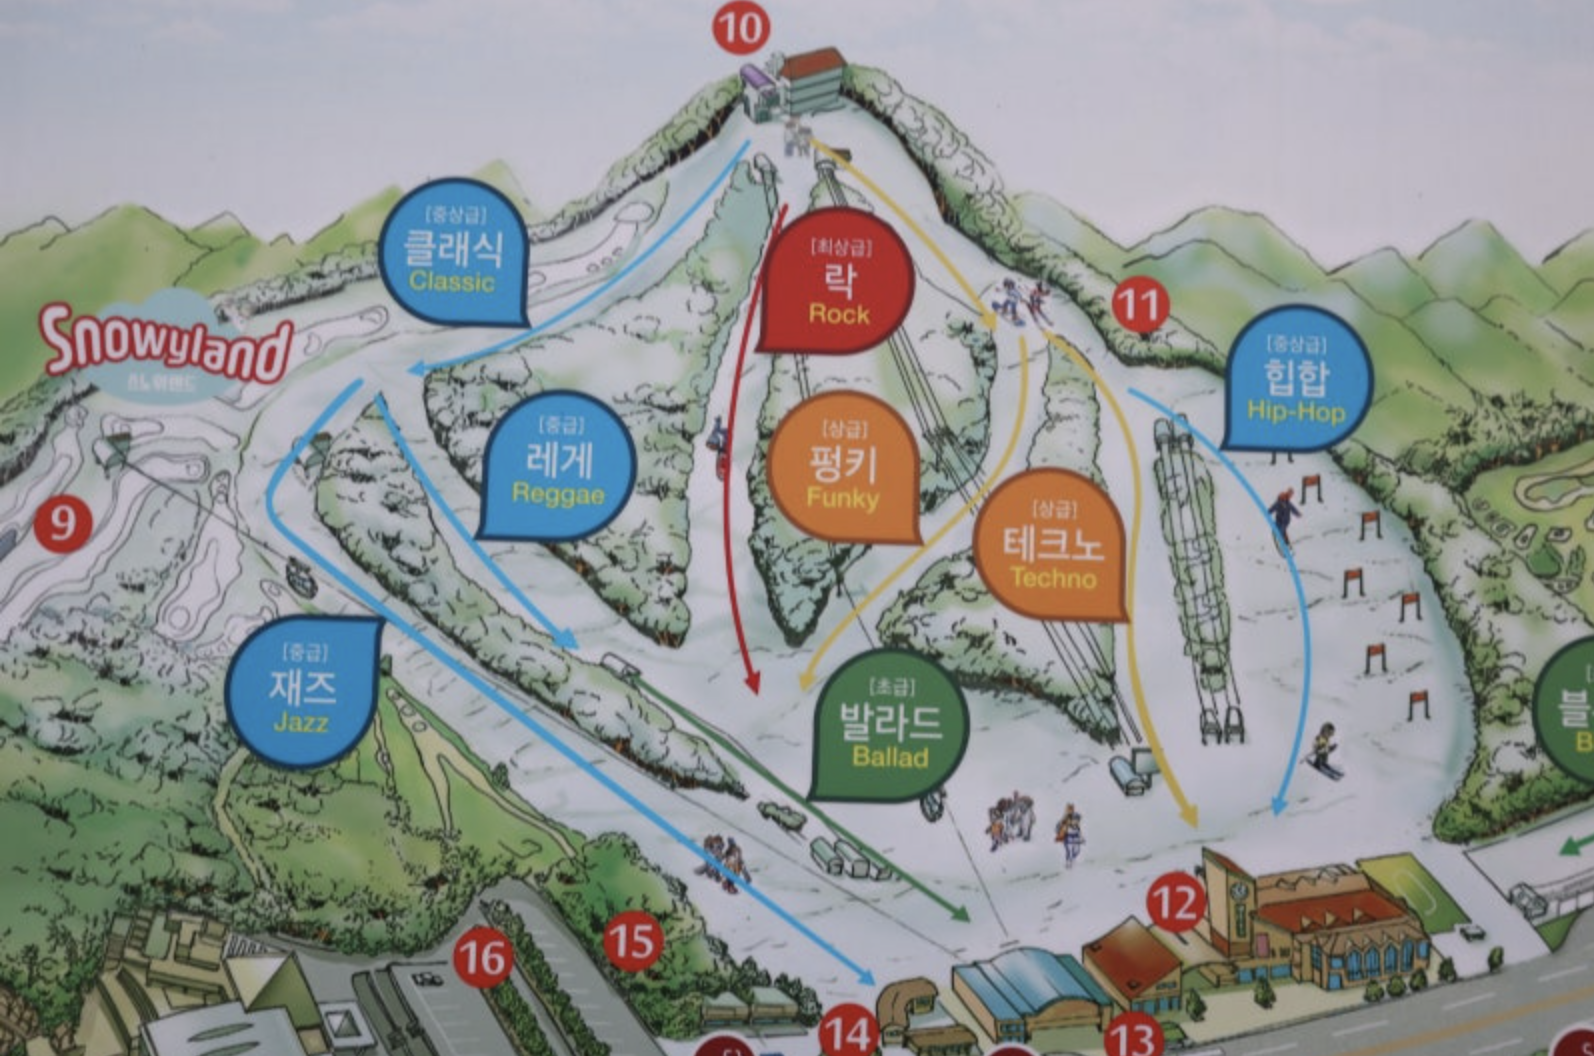 10
[중상급]
클래식
Classic
[최상급]
락
Rock
11
[중상급]
힙합
Hip-Hop
Snowyland
스노위랜드
9
[중급]
레게
Reggae
[상급]
펑키
Funky
[상급]
테크노
Techno
[중급]
재즈
Jazz
[초급]
발라드
Ballad
블
B
12
15
16
14
13